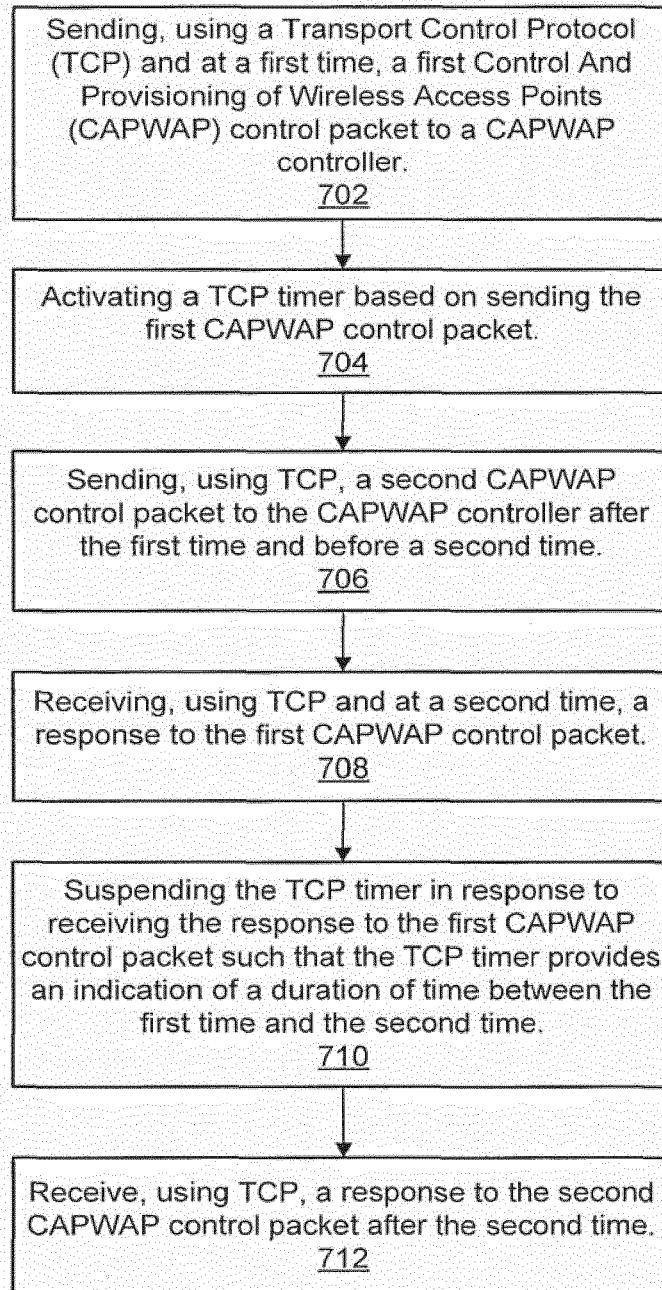 Sending, using a Transport Control Protocol
(TCP) and at a first time, a first Control And
Provisioning of Wireless Access Points
(CAPWAP) control packet to a CAPWAP
controller.
702
Activating a TCP timer based on sending the
first CAPWAP control packet.
704
Sending, using TCP, a second CAPWAP
control packet to the CAPWAP controller after
the first time and before a second time.
706
Receiving, using TCP and at a second time, a
response to the first CAPWAP control packet.
708
Suspending the TCP timer in response to
receiving the response to the first CAPWAP
control packet such that the TCP timer provides
an indication of a duration of time between the
first time and the second time.
710
Receive, using TCP, a response to the second
CAPWAP control packet after the second time.
712